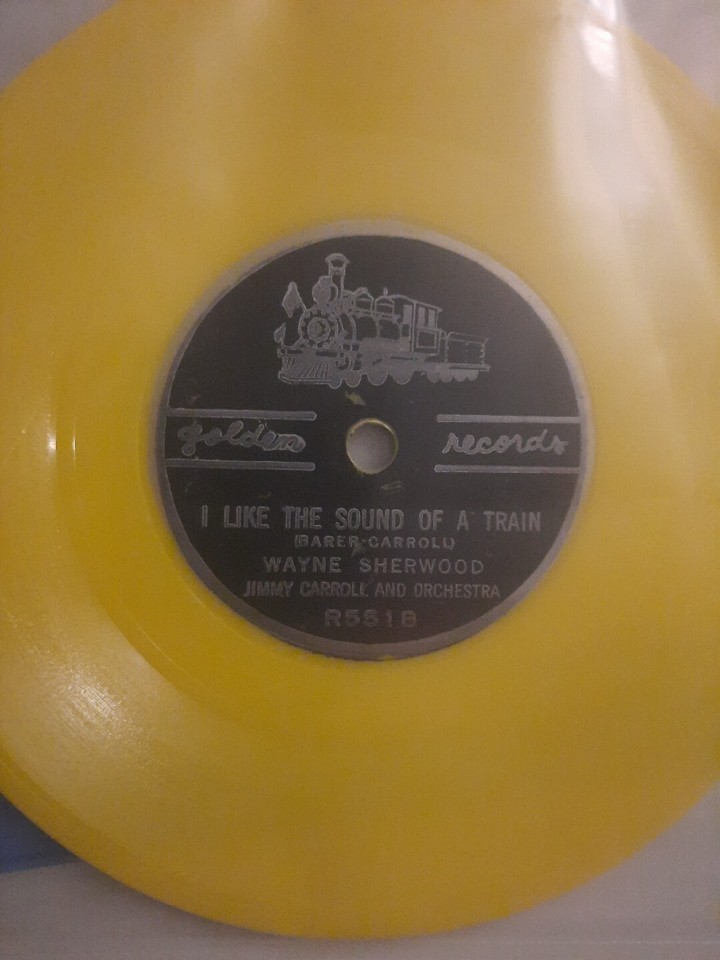 golden records
I LIKE THE SOUND OF A TRAIN
(BARER-CARROLL)
WAYNE SHERWOOD
JIMMY CARROLL AND ORCHESTRA
R551B